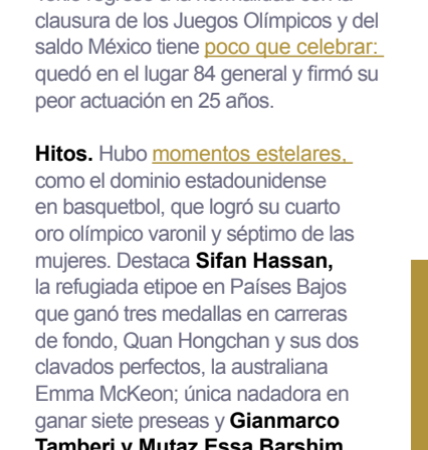 clausura de los Juegos Olímpicos y del
saldo México tiene poco que celebrar:
quedó en el lugar 84 general y firmó su
peor actuación en 25 años.
Hitos. Hubo momentos estelares,
como el dominio estadounidense
en basquetbol, que logró su cuarto
oro olímpico varonil y séptimo de las
mujeres. Destaca Sifan Hassan,
la refugiada etipoe en Países Bajos
que ganó tres medallas en carreras
de fondo, Quan Hongchan y sus dos
clavados perfectos, la australiana
Emma McKeon; única nadadora en
ganar siete preseas y Gianmarco
Tamberi y Mutaz Essa Barshim